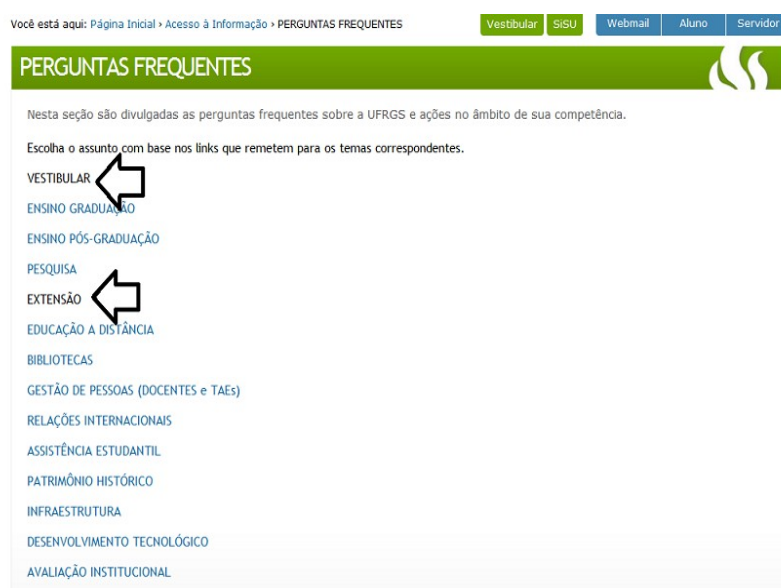 Você está aqui: Página Inicial › Acesso à Informação › PERGUNTAS FREQUENTES
Vestibular SiSU Webmail Aluno Servidor
PERGUNTAS FREQUENTES
Nesta seção são divulgadas as perguntas frequentes sobre a UFRGS e ações no âmbito de sua competência.
Escolha o assunto com base nos links que remetem para os temas correspondentes.
VESTIBULAR
ENSINO GRADUAÇÃO
ENSINO PÓS-GRADUAÇÃO
PESQUISA
EXTENSÃO
EDUCAÇÃO A DISTÂNCIA
BIBLIOTECAS
GESTÃO DE PESSOAS (DOCENTES e TAEs)
RELAÇÕES INTERNACIONAIS
ASSISTÊNCIA ESTUDANTIL
PATRIMÔNIO HISTÓRICO
INFRAESTRUTURA
DESENVOLVIMENTO TECNOLÓGICO
AVALIAÇÃO INSTITUCIONAL